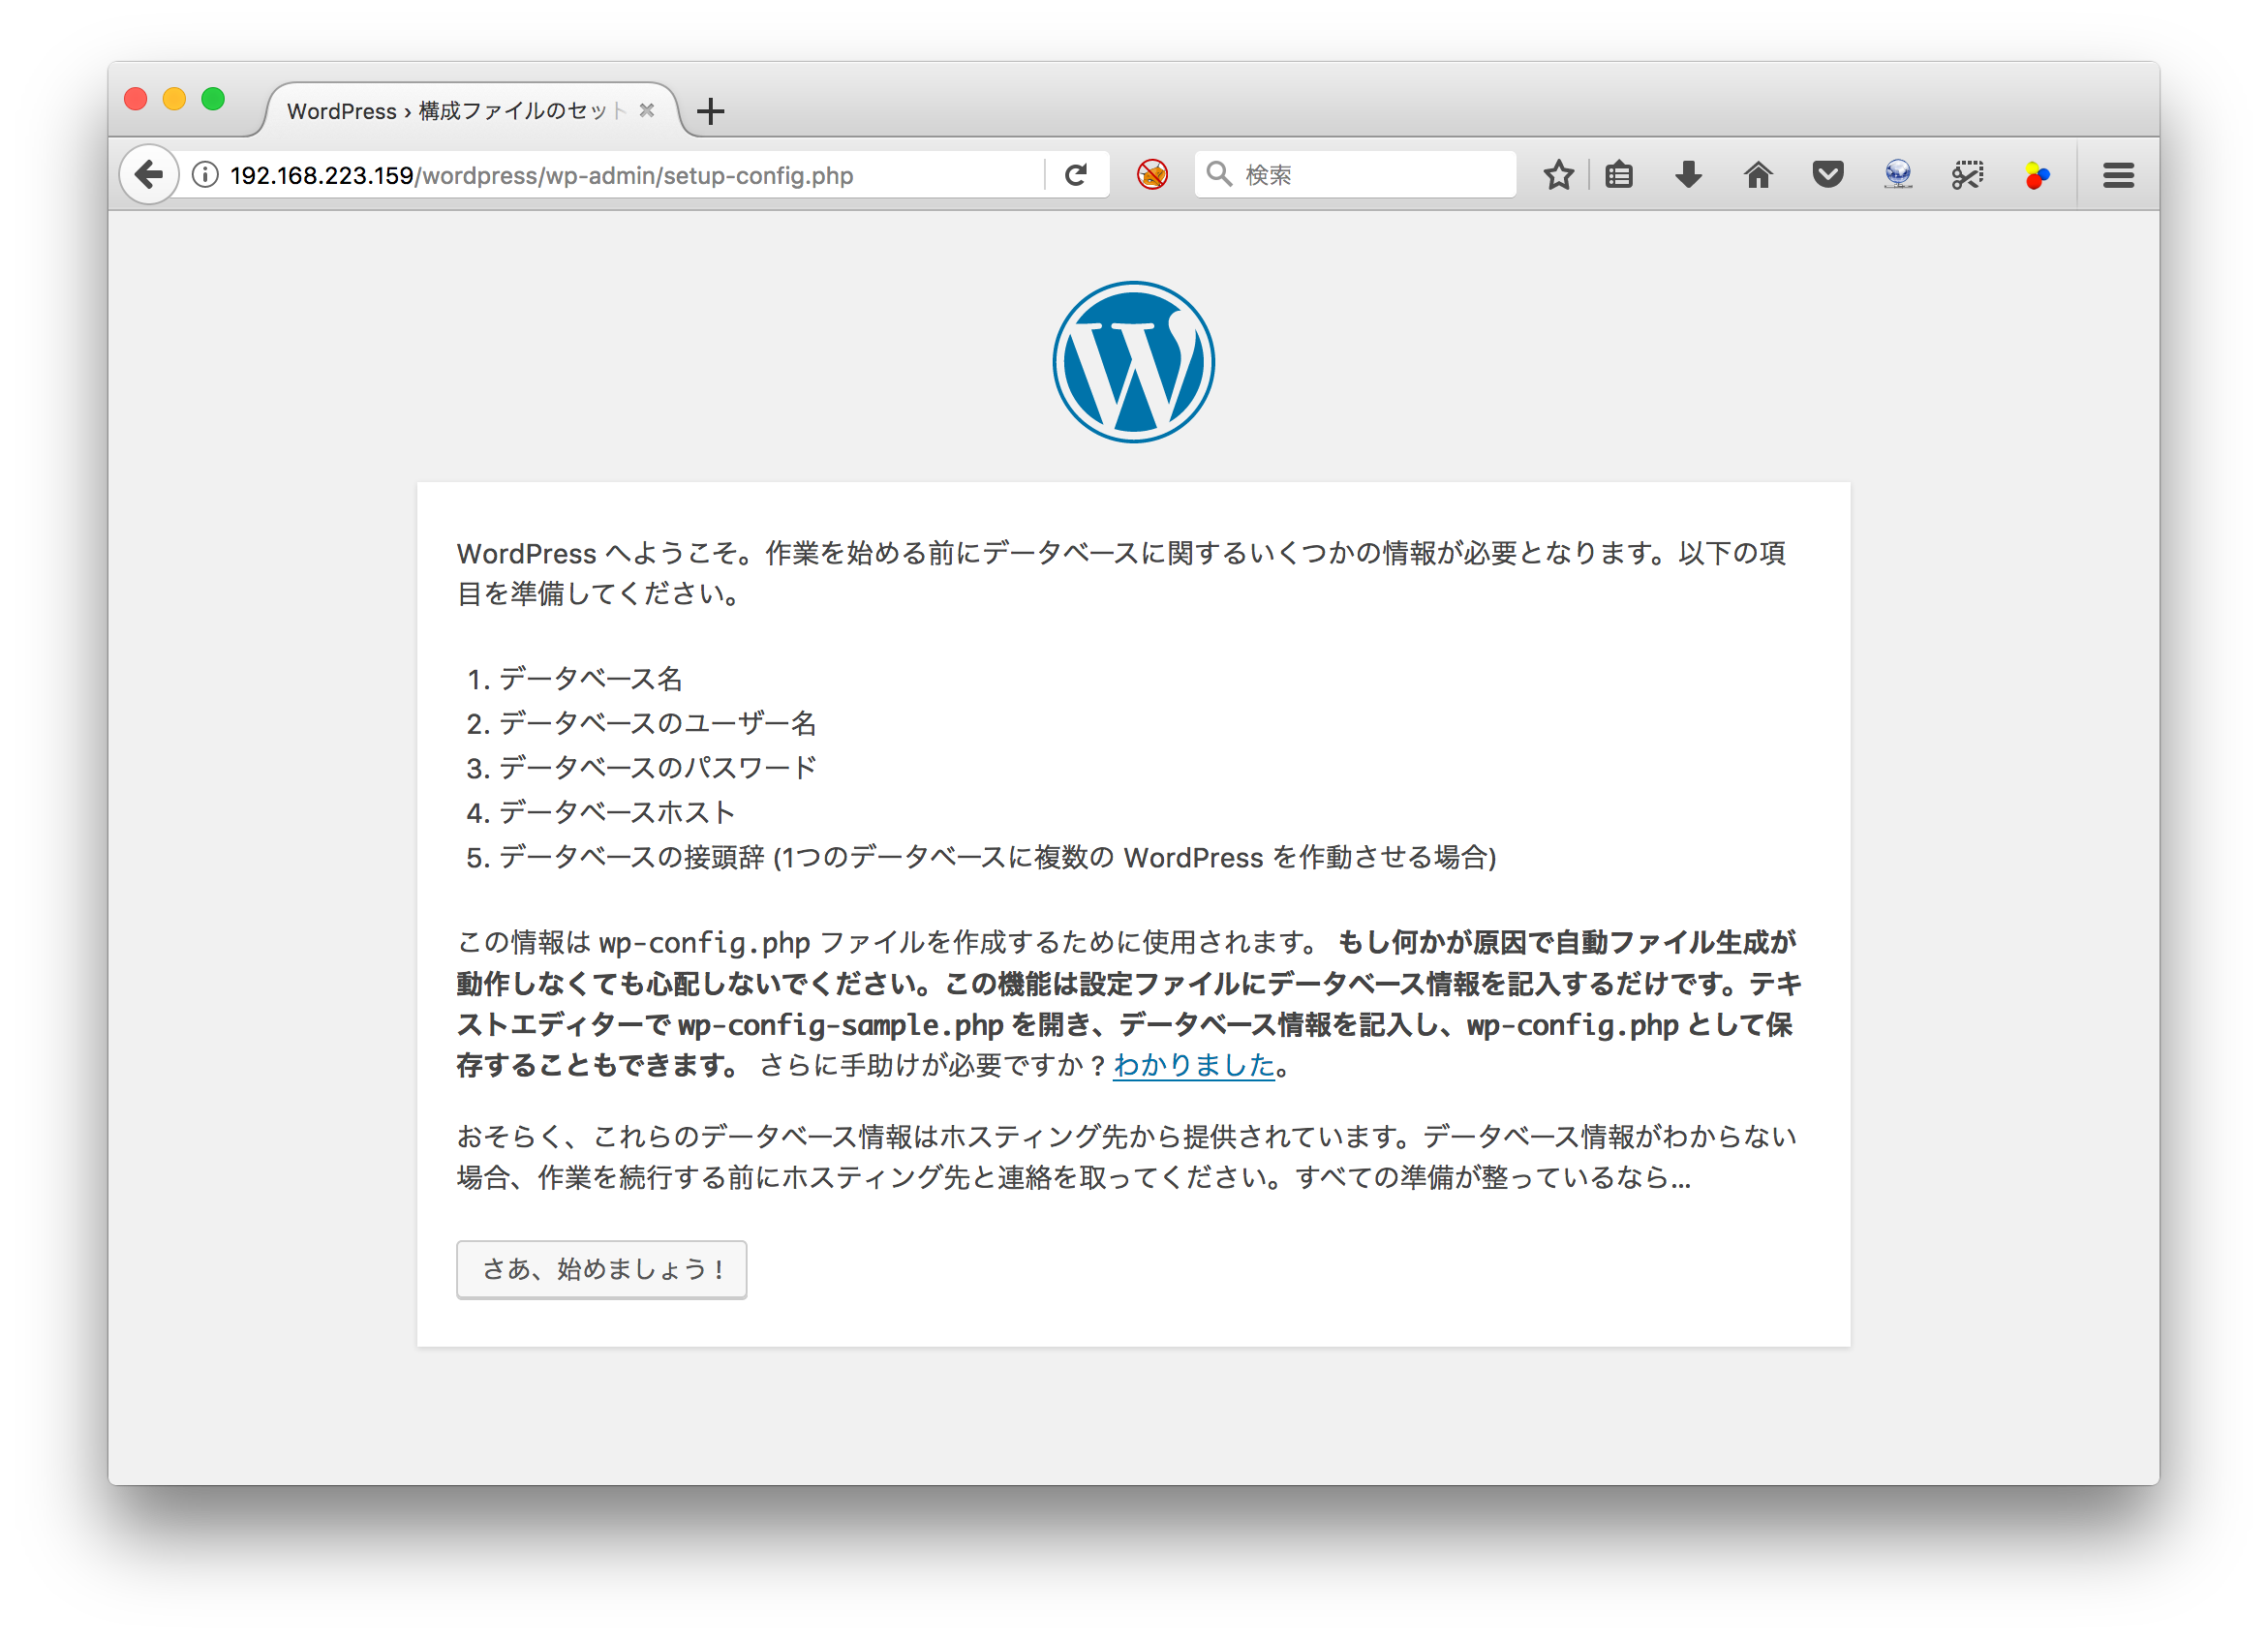 WordPress › 構成ファイルのセット
192.168.223.159/wordpress/wp-admin/setup-config.php
検索
WordPress へようこそ。作業を始める前にデータベースに関するいくつかの情報が必要となります。以下の項
目を準備してください。
1. データベース名
2. データベースのユーザー名
3. データベースのパスワード
4. データベースホスト
5. データベースの接頭辞 (1つのデータベースに複数の WordPress を作動させる場合)
この情報は wp-config.php ファイルを作成するために使用されます。 もし何かが原因で自動ファイル生成が
動作しなくても心配しないでください。この機能は設定ファイルにデータベース情報を記入するだけです。テキ
ストエディターで wp-config-sample.php を開き、データベース情報を記入し、wp-config.php として保
存することもできます。 さらに手助けが必要ですか ? わかりました。
おそらく、これらのデータベース情報はホスティング先から提供されています。データベース情報がわからない
場合、作業を続行する前にホスティング先と連絡を取ってください。すべての準備が整っているなら…
さあ、始めましょう !